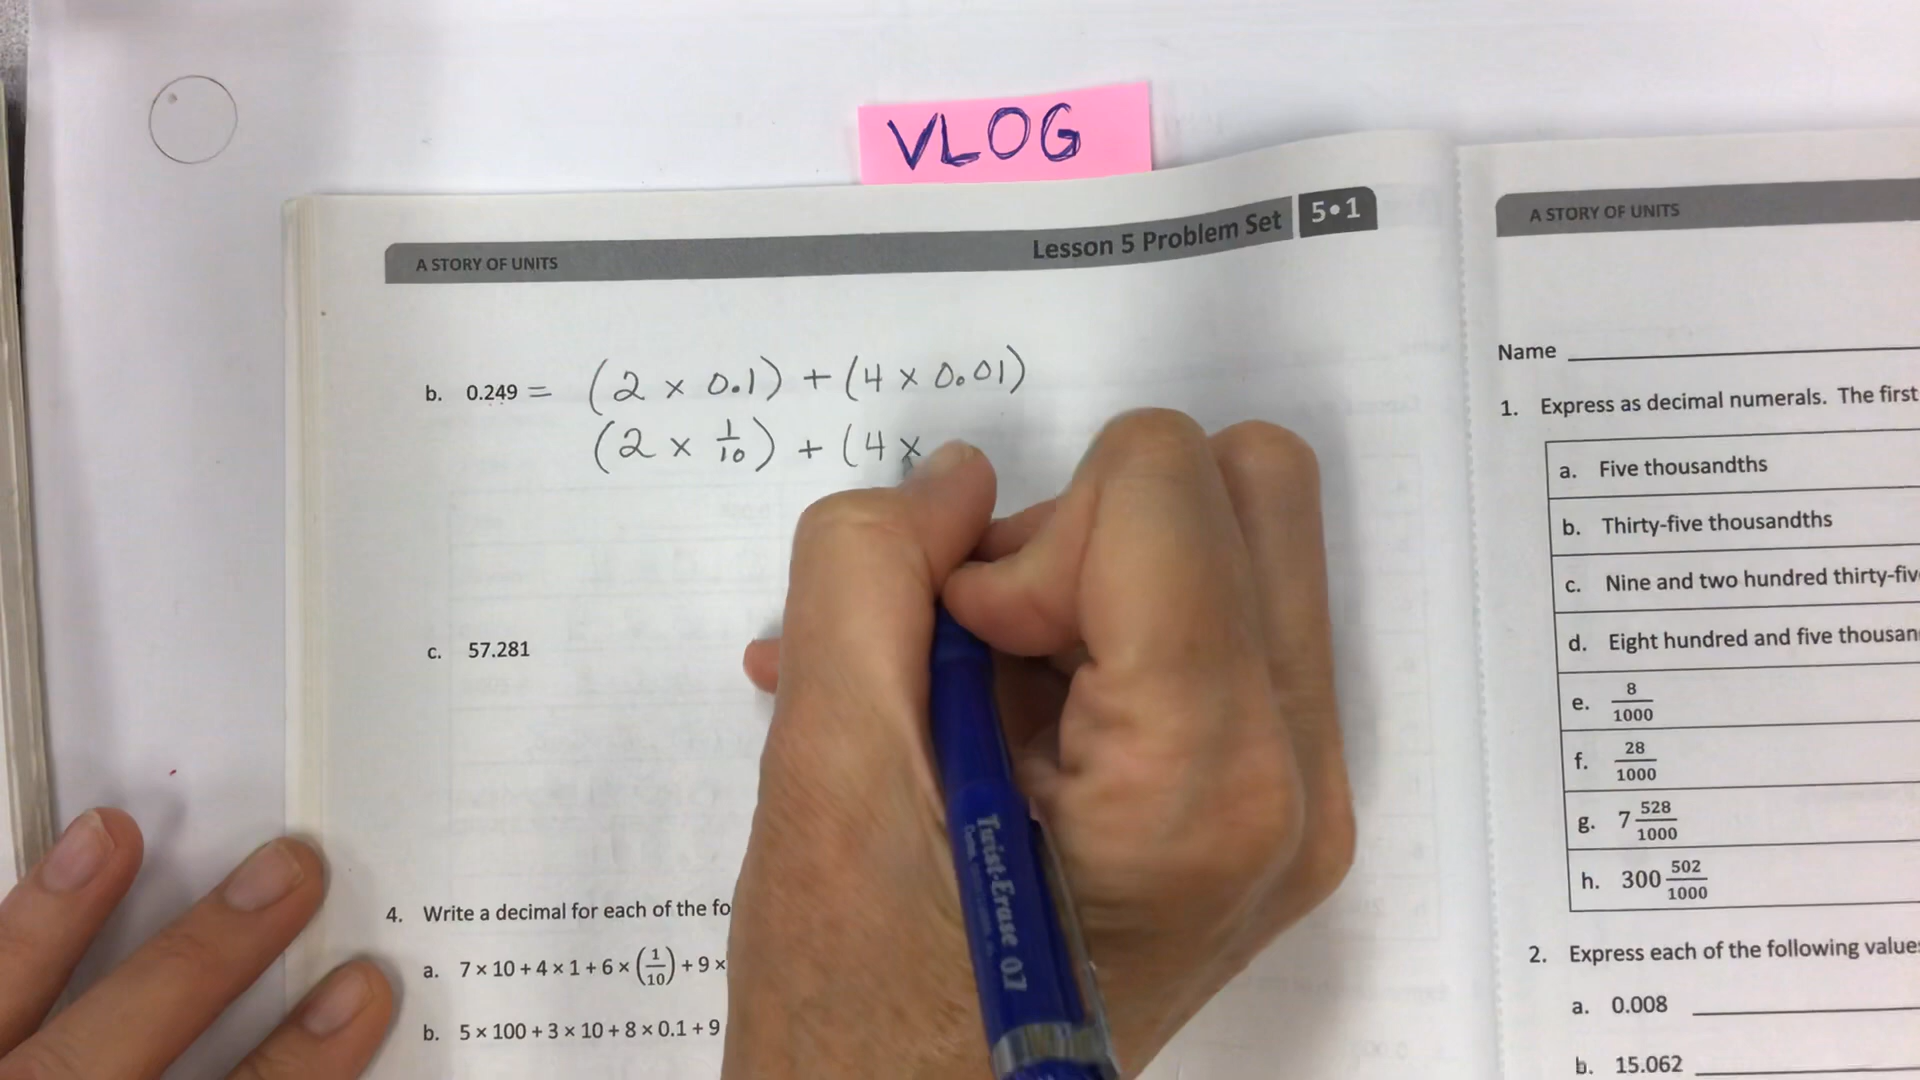 VLOG
A STORY OF UNITS
Lesson 5 Problem Set 5•1
b. 0.249 = (2 × 0.1) + (4 × 0.01)
(2 × 1/10) + (4 ×
c. 57.281
4. Write a decimal for each of the fo
a. 7 × 10 + 4 × 1 + 6 × (1/10) + 9 ×
b. 5 × 100 + 3 × 10 + 8 × 0.1 + 9
Twist-Erase 0.7
A STORY OF UNITS
Name
1. Express as decimal numerals. The first
a. Five thousandths
b. Thirty-five thousandths
c. Nine and two hundred thirty-fiv
d. Eight hundred and five thousan
e. 8/1000
f. 28/1000
g. 7 528/1000
h. 300 502/1000
2. Express each of the following value
a. 0.008
b. 15.062